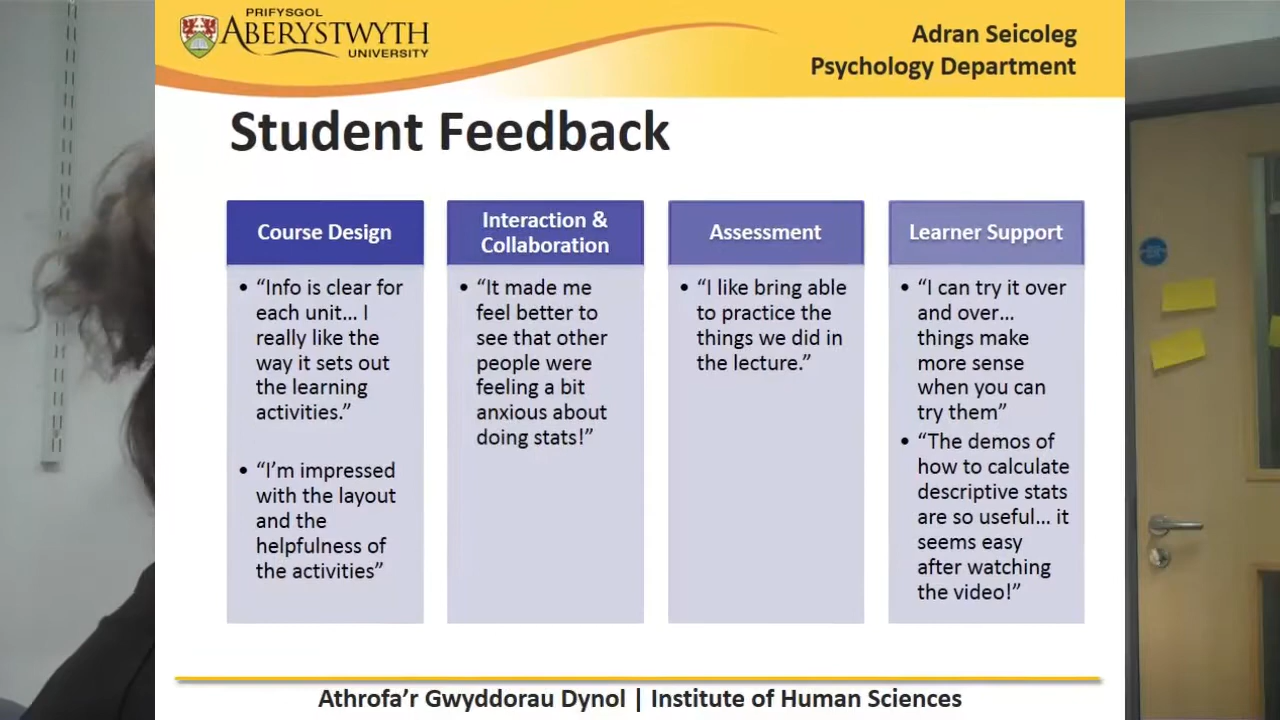 PRIFYSGOL
ABERYSTWYTH
UNIVERSITY
Adran Seicoleg
Psychology Department
Student Feedback
Course Design
• “Info is clear for
each unit… I
really like the
way it sets out
the learning
activities.”
• “I’m impressed
with the layout
and the
helpfulness of
the activities”
Interaction &
Collaboration
• “It made me
feel better to
see that other
people were
feeling a bit
anxious about
doing stats!”
Assessment
• “I like bring able
to practice the
things we did in
the lecture.”
Learner Support
• “I can try it over
and over…
things make
more sense
when you can
try them”
• “The demos of
how to calculate
descriptive stats
are so useful… it
seems easy
after watching
the video!”
Athrofa’r Gwyddorau Dynol | Institute of Human Sciences